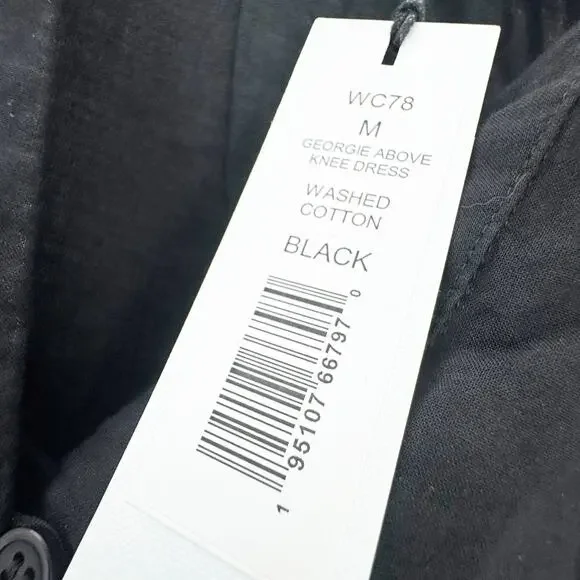 WC78
M
GEORGIE ABOVE
KNEE DRESS
WASHED
COTTON
BLACK
1 95107 66797 0